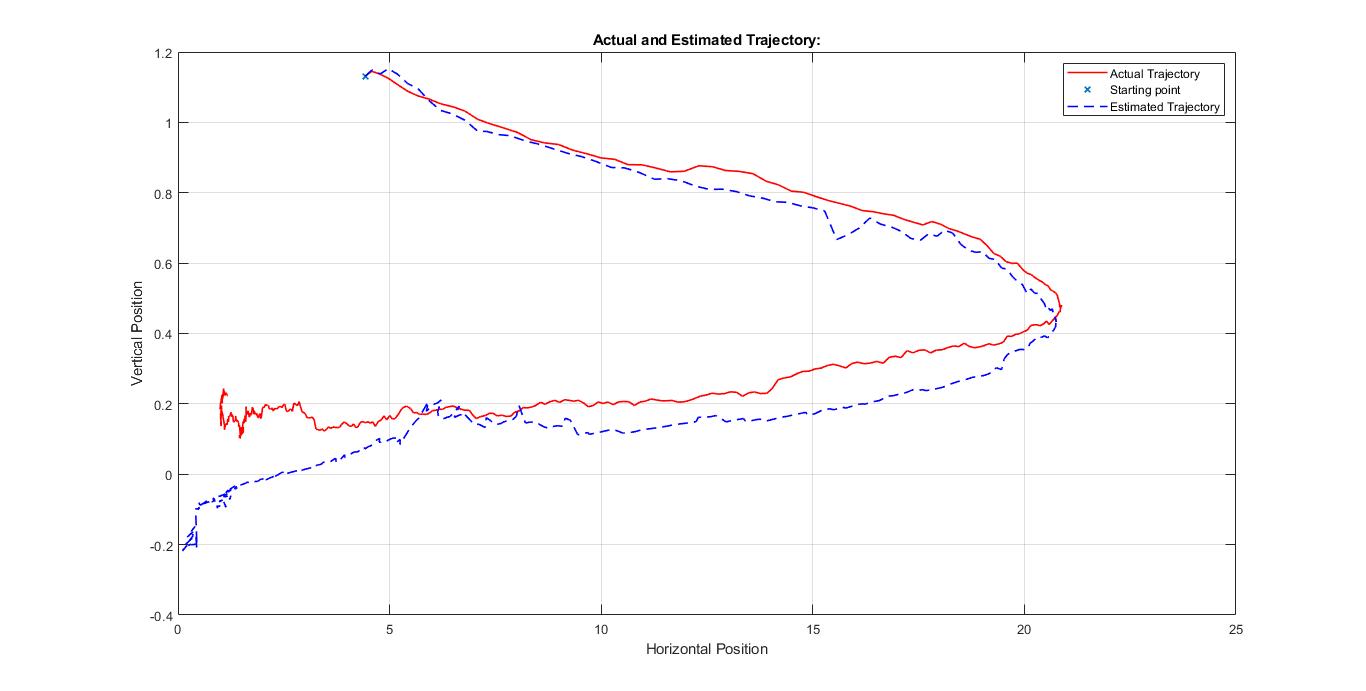 Actual and Estimated Trajectory:
1.2
1
0.8
0.6
0.4
0.2
0
-0.2
-0.4
Vertical Position
0 5 10 15 20 25
Horizontal Position
Actual Trajectory
Starting point
Estimated Trajectory